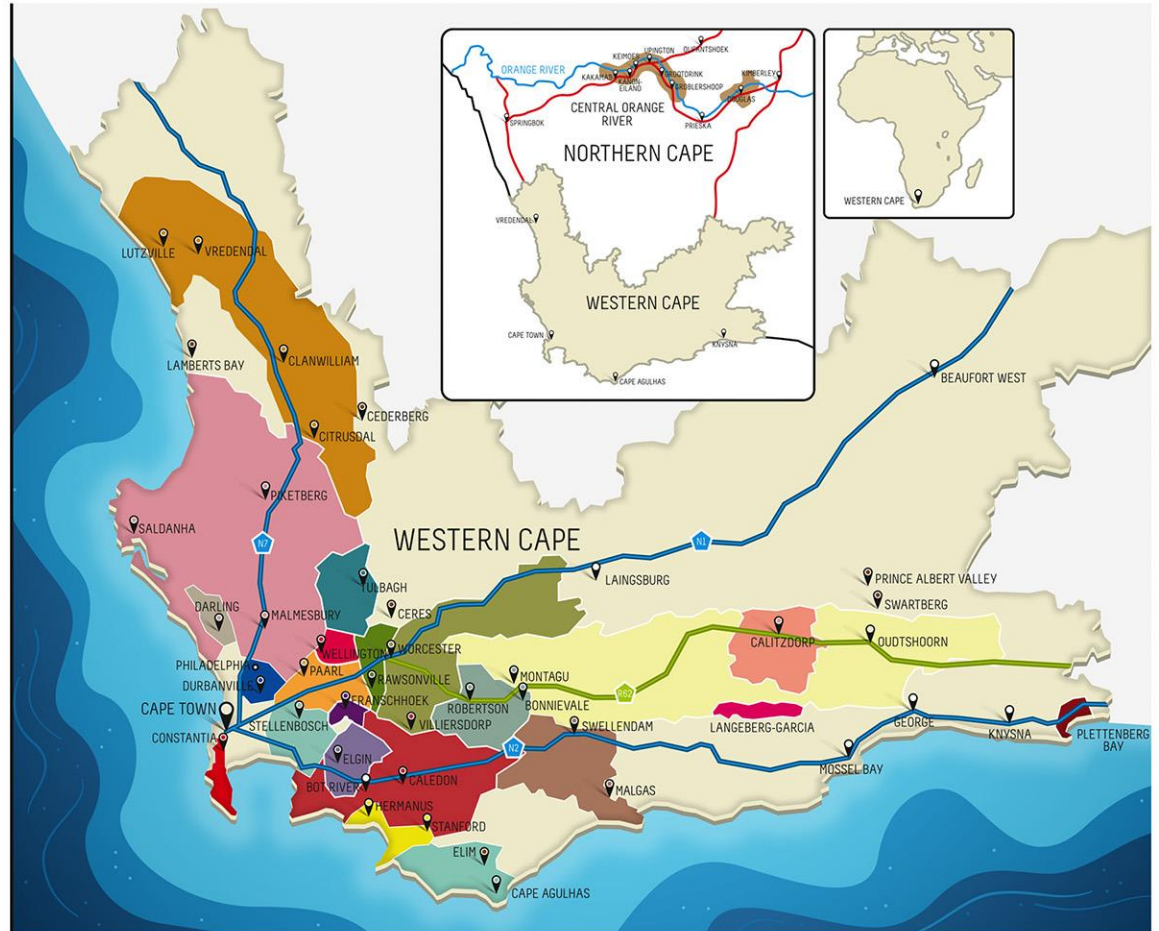 ORANGE RIVER
KEIMOES
UPINGTON
OLIFANTSHOEK
KAKAMAS
KANON-
EILAND
GROOTDRINK
GROBLERSHOOP
KIMBERLEY
DOUGLAS
SPRINGBOK
CENTRAL ORANGE
RIVER
PRIESKA
NORTHERN CAPE
VREDENDAL
WESTERN CAPE
CAPE TOWN
KNYSNA
CAPE AGULHAS
WESTERN CAPE
LUTZVILLE
VREDENDAL
LAMBERTS BAY
CLANWILLIAM
CEDERBERG
CITRUSDAL
BEAUFORT WEST
PIKETBERG
SALDANHA
N7
WESTERN CAPE
N1
TULBAGH
LAINGSBURG
PRINCE ALBERT VALLEY
SWARTBERG
DARLING
MALMESBURY
CERES
CALITZDORP
OUDTSHOORN
WELLINGTON
WORCESTER
PHILADELPHIA
PAARL
RAWSONVILLE
MONTAGU
DURBANVILLE
FRANSCHHOEK
ROBERTSON
BONNIEVALE
R62
CAPE TOWN
STELLENBOSCH
VILLIERSDORP
SWELLENDAM
LANGEBERG-GARCIA
GEORGE
KNYSNA
PLETTENBERG
BAY
CONSTANTIA
ELGIN
N2
MOSSEL BAY
BOT RIVER
CALEDON
MALGAS
HERMANUS
STANFORD
ELIM
CAPE AGULHAS